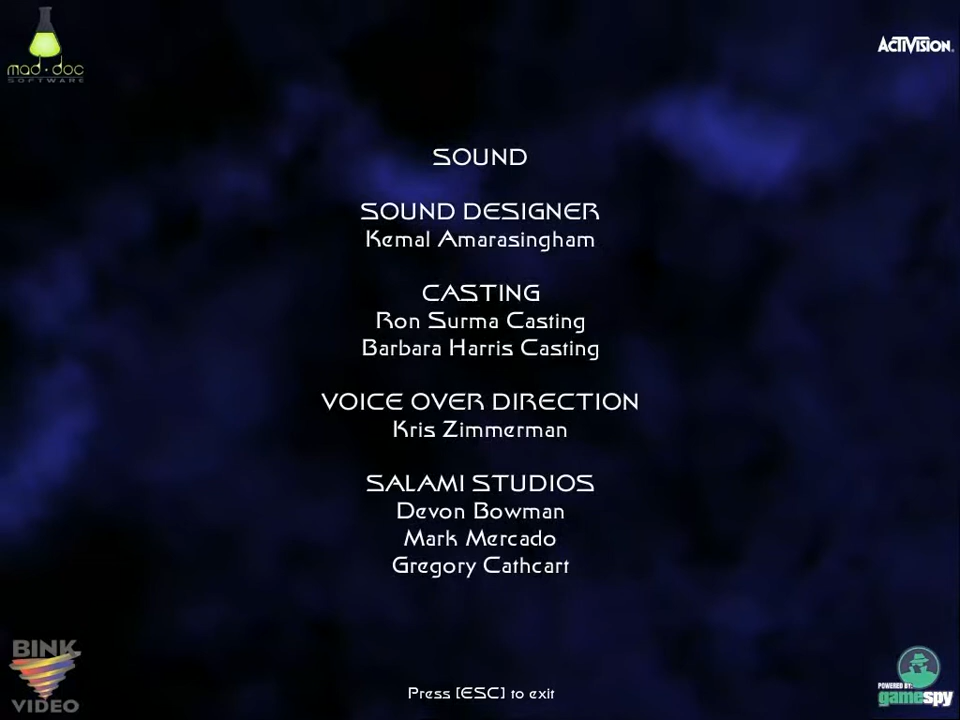 mad·doc
SOFTWARE
ACTIVISION.
SOUND
SOUND DESIGNER
Kemal Amarasingham
CASTING
Ron Surma Casting
Barbara Harris Casting
VOICE OVER DIRECTION
Kris Zimmerman
SALAMI STUDIOS
Devon Bowman
Mark Mercado
Gregory Cathcart
BINK
VIDEO
Press [ESC] to exit
POWERED BY:
gamespy